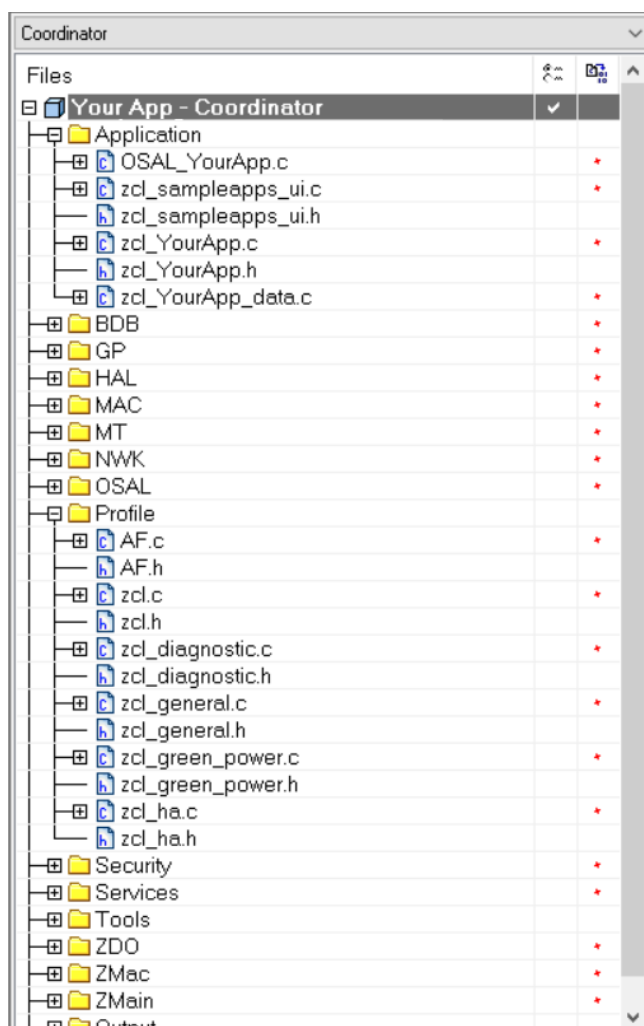 Coordinator
Files
Your App - Coordinator
Application
OSAL_YourApp.c
zcl_sampleapps_ui.c
zcl_sampleapps_ui.h
zcl_YourApp.c
zcl_YourApp.h
zcl_YourApp_data.c
BDB
GP
HAL
MAC
MT
NWK
OSAL
Profile
AF.c
AF.h
zcl.c
zcl.h
zcl_diagnostic.c
zcl_diagnostic.h
zcl_general.c
zcl_general.h
zcl_green_power.c
zcl_green_power.h
zcl_ha.c
zcl_ha.h
Security
Services
Tools
ZDO
ZMac
ZMain
Output